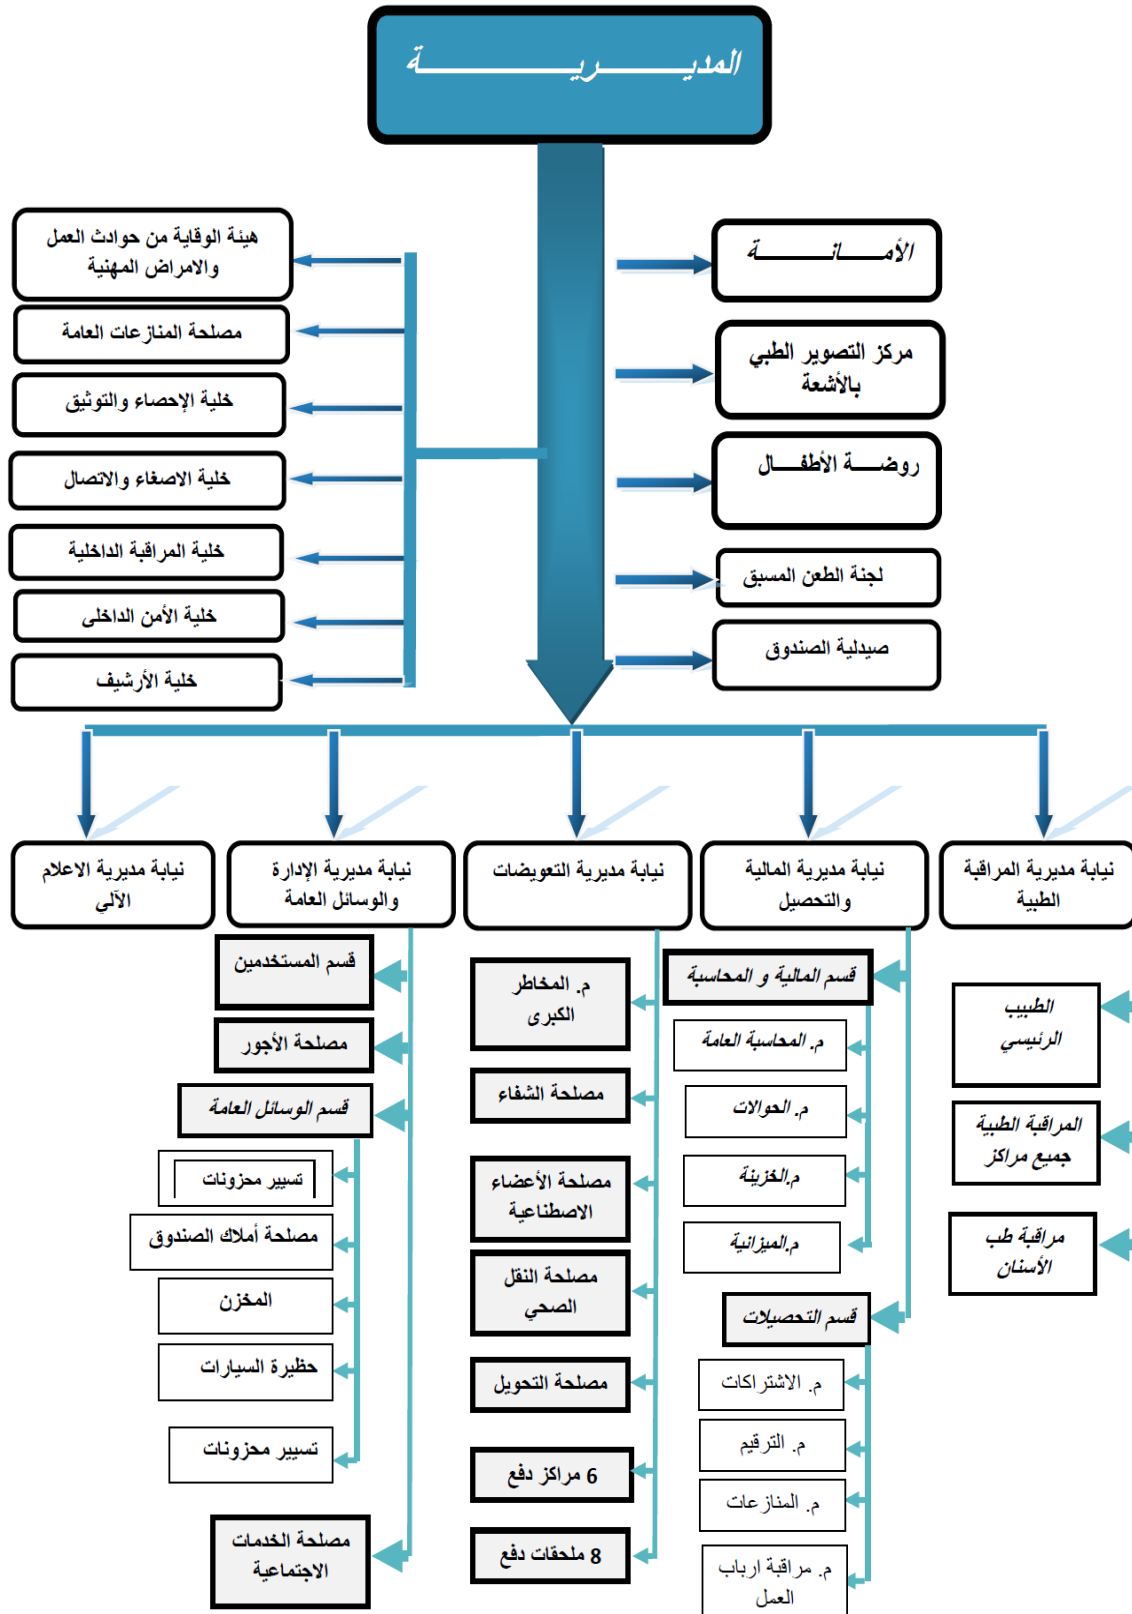 المديــــــريــــــــــــة
الأمـــــانـــــــــة
مركز التصوير الطبي
بالأشعة
روضـــة الأطفـــال
لجنة الطعن المسبق
صيدلية الصندوق
هيئة الوقاية من حوادث العمل
والامراض المهنية
مصلحة المنازعات العامة
خلية الإحصاء والتوثيق
خلية الاصغاء والاتصال
خلية المراقبة الداخلية
خلية الأمن الداخلى
خلية الأرشيف
نيابة مديرية المراقبة
الطبية
الطبيب
الرئيسي
المراقبة الطبية
جميع مراكز
مراقبة طب
الأسنان
نيابة مديرية المالية
والتحصيل
قسم المالية و المحاسبة
م. المحاسبة العامة
م. الحوالات
م.الخزينة
م.الميزانية
قسم التحصيلات
م. الاشتراكات
م. الترقيم
م. المنازعات
م. مراقبة ارباب
العمل
نيابة مديرية التعويضات
م. المخاطر
الكبرى
مصلحة الشفاء
مصلحة الأعضاء
الاصطناعية
مصلحة النقل
الصحي
مصلحة التحويل
6 مراكز دفع
8 ملحقات دفع
نيابة مديرية الإدارة
والوسائل العامة
قسم المستخدمين
مصلحة الأجور
قسم الوسائل العامة
تسيير محزونات
مصلحة أملاك الصندوق
المخزن
حظيرة السيارات
تسيير محزونات
مصلحة الخدمات
الاجتماعية
نيابة مديرية الاعلام
الآلي